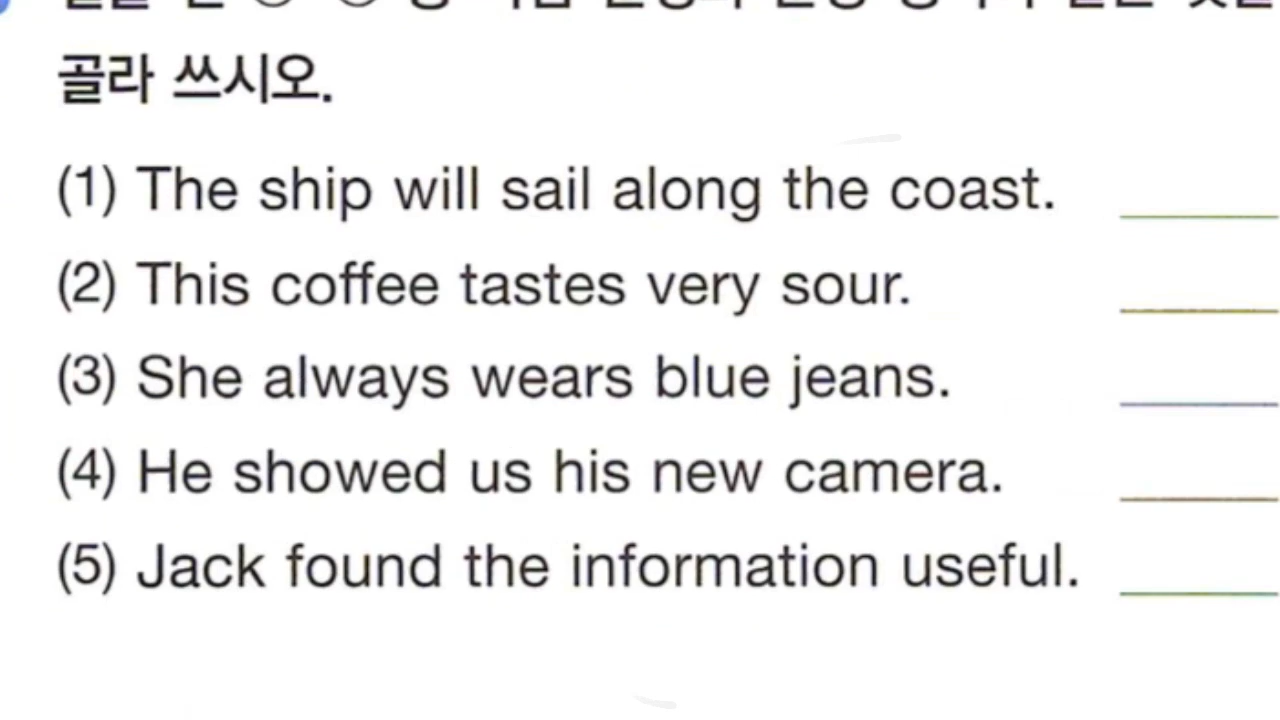 골라 쓰시오.
(1) The ship will sail along the coast.
(2) This coffee tastes very sour.
(3) She always wears blue jeans.
(4) He showed us his new camera.
(5) Jack found the information useful.